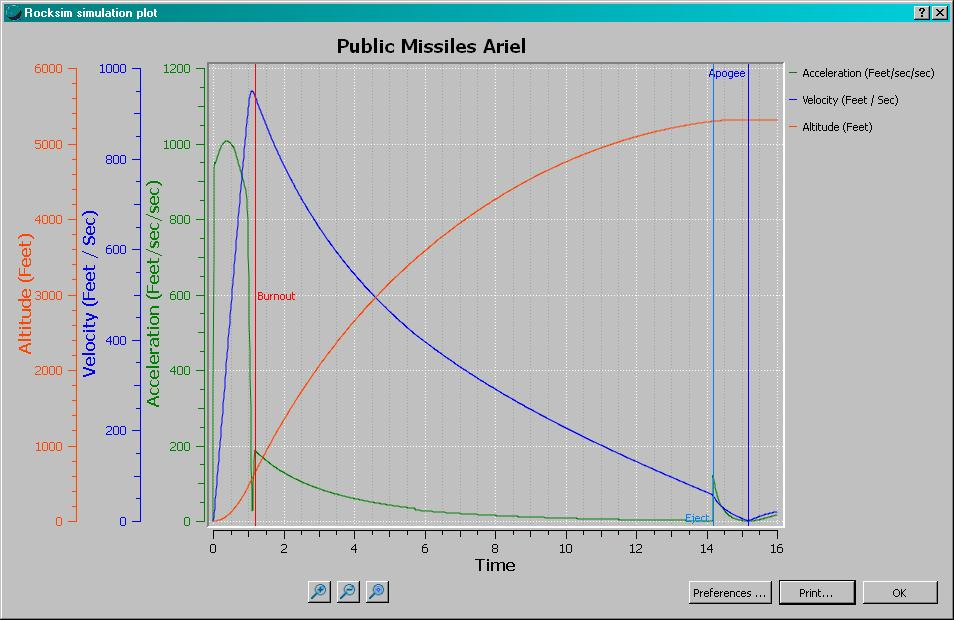 Rocksim simulation plot
Public Missiles Ariel
6000
5000
4000
3000
2000
1000
0
Altitude (Feet)
1000
800
600
400
200
0
Velocity (Feet / Sec)
1200
1000
800
600
400
200
0
Acceleration (Feet/sec/sec)
Burnout
Apogee
Eject
Acceleration (Feet/sec/sec)
Velocity (Feet / Sec)
Altitude (Feet)
0 2 4 6 8 10 12 14 16
Time
Preferences ... Print... OK